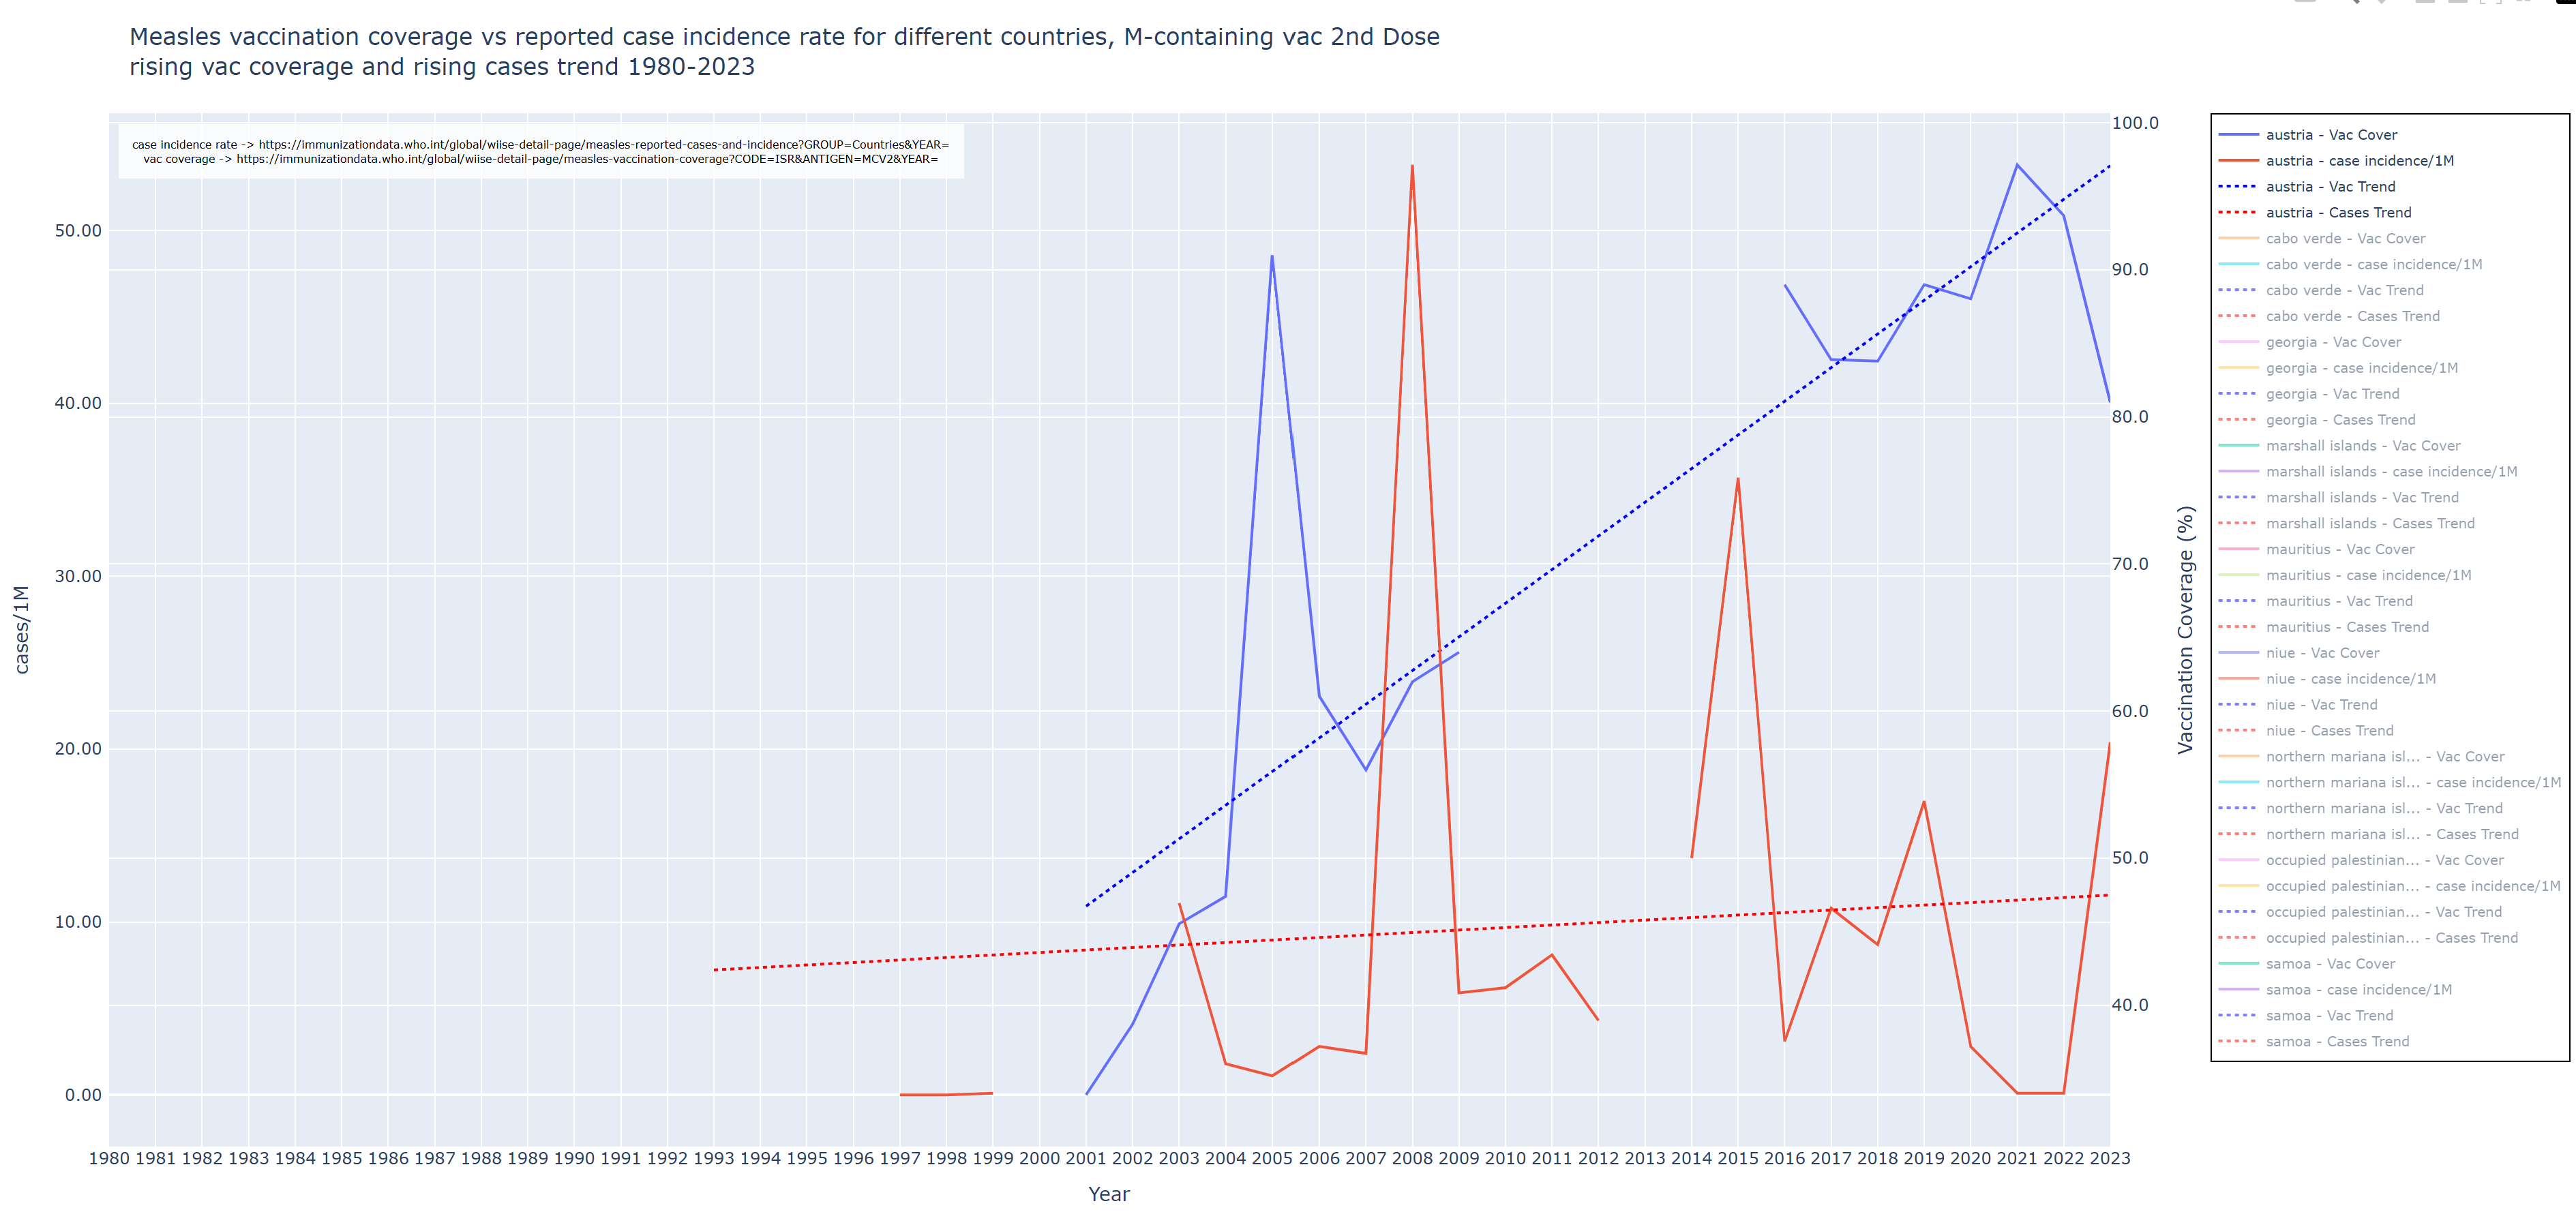 Measles vaccination coverage vs reported case incidence rate for different countries, M-containing vac 2nd Dose
rising vac coverage and rising cases trend 1980-2023
case incidence rate -> https://immunizationdata.who.int/global/wiise-detail-page/measles-reported-cases-and-incidence?GROUP=Countries&YEAR=
vac coverage -> https://immunizationdata.who.int/global/wiise-detail-page/measles-vaccination-coverage?CODE=ISR&ANTIGEN=MCV2&YEAR=
cases/1M
50.00
40.00
30.00
20.00
10.00
0.00
1980 1981 1982 1983 1984 1985 1986 1987 1988 1989 1990 1991 1992 1993 1994 1995 1996 1997 1998 1999 2000 2001 2002 2003 2004 2005 2006 2007 2008 2009 2010 2011 2012 2013 2014 2015 2016 2017 2018 2019 2020 2021 2022 2023
Year
100.0
90.0
80.0
70.0
60.0
50.0
40.0
Vaccination Coverage (%)
austria - Vac Cover
austria - case incidence/1M
austria - Vac Trend
austria - Cases Trend
cabo verde - Vac Cover
cabo verde - case incidence/1M
cabo verde - Vac Trend
cabo verde - Cases Trend
georgia - Vac Cover
georgia - case incidence/1M
georgia - Vac Trend
georgia - Cases Trend
marshall islands - Vac Cover
marshall islands - case incidence/1M
marshall islands - Vac Trend
marshall islands - Cases Trend
mauritius - Vac Cover
mauritius - case incidence/1M
mauritius - Vac Trend
mauritius - Cases Trend
niue - Vac Cover
niue - case incidence/1M
niue - Vac Trend
niue - Cases Trend
northern mariana isl... - Vac Cover
northern mariana isl... - case incidence/1M
northern mariana isl... - Vac Trend
northern mariana isl... - Cases Trend
occupied palestinian... - Vac Cover
occupied palestinian... - case incidence/1M
occupied palestinian... - Vac Trend
occupied palestinian... - Cases Trend
samoa - Vac Cover
samoa - case incidence/1M
samoa - Vac Trend
samoa - Cases Trend